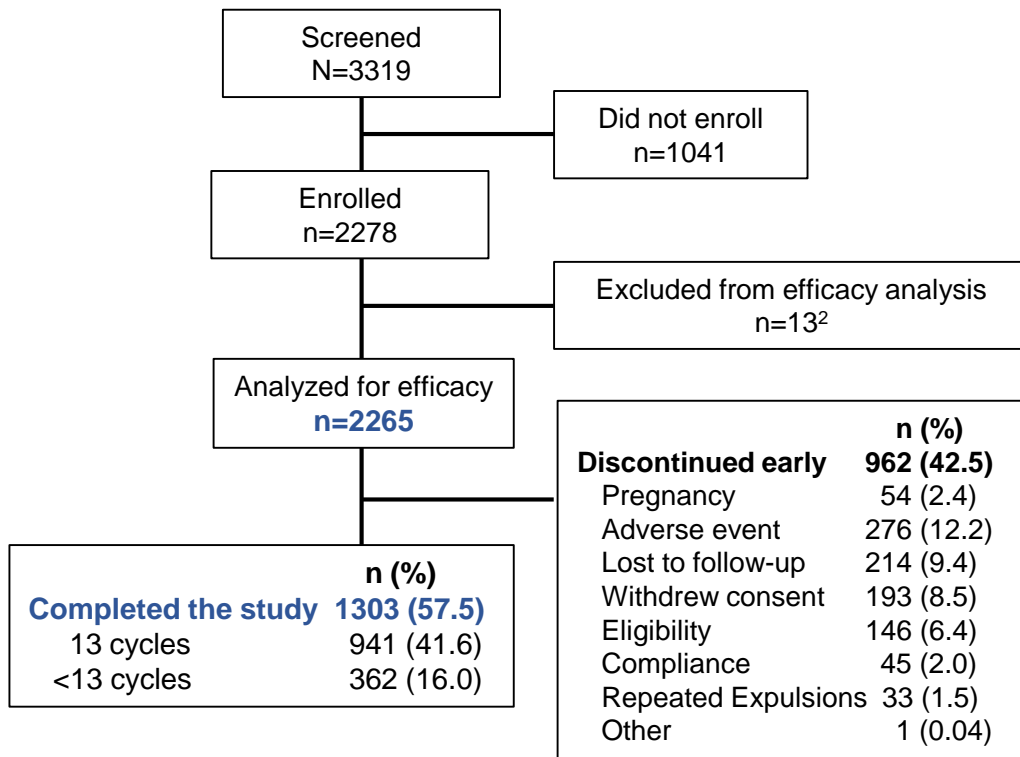 Screened
N=3319
Did not enroll
n=1041
Enrolled
n=2278
Excluded from efficacy analysis
n=13²
Analyzed for efficacy
n=2265
n (%)
Discontinued early 962 (42.5)
Pregnancy 54 (2.4)
Adverse event 276 (12.2)
Lost to follow-up 214 (9.4)
Withdrew consent 193 (8.5)
Eligibility 146 (6.4)
Compliance 45 (2.0)
Repeated Expulsions 33 (1.5)
Other 1 (0.04)
n (%)
Completed the study 1303 (57.5)
13 cycles 941 (41.6)
<13 cycles 362 (16.0)